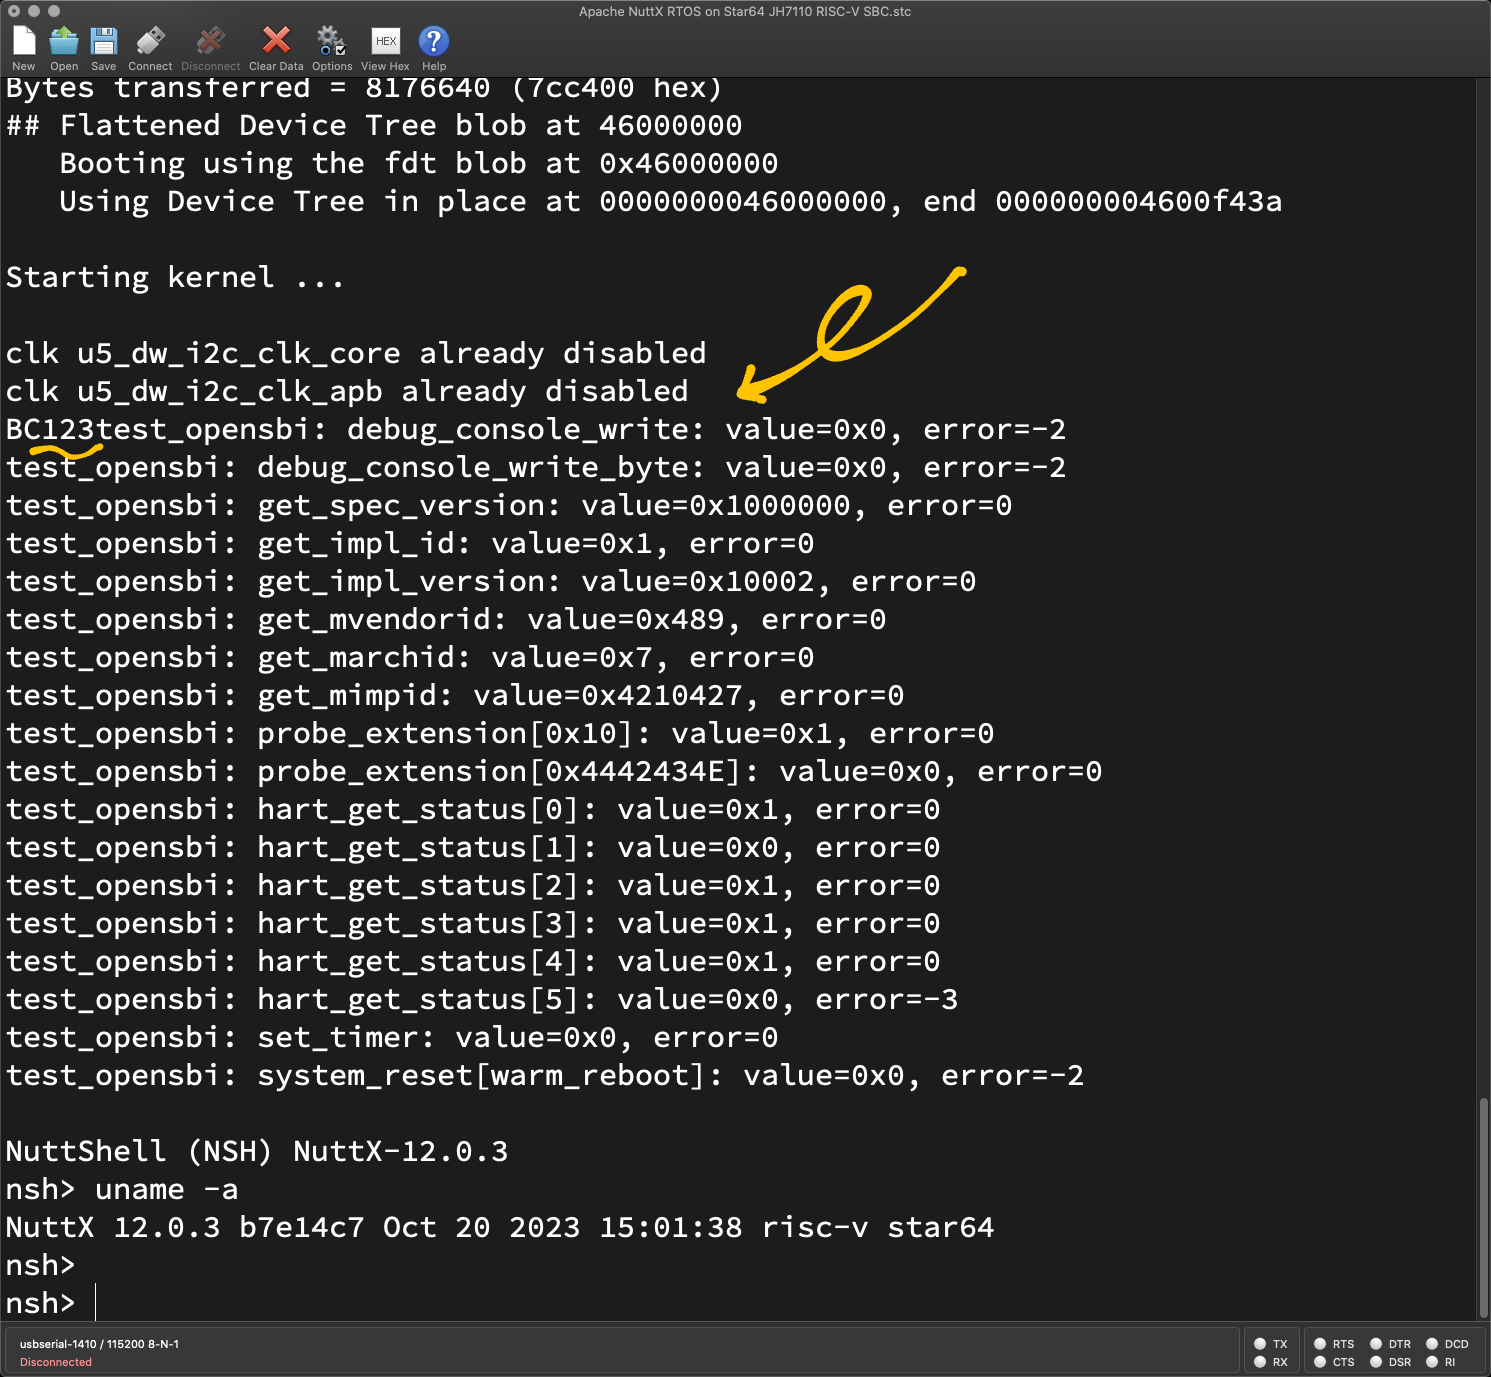 Apache NuttX RTOS on Star64 JH7110 RISC-V SBC.stc
HEX
?
New Open Save Connect Disconnect Clear Data Options View Hex Help
Bytes transferred = 8176640 (7cc400 hex)
## Flattened Device Tree blob at 46000000
   Booting using the fdt blob at 0x46000000
   Using Device Tree in place at 0000000046000000, end 000000004600f43a
Starting kernel ...
clk u5_dw_i2c_clk_core already disabled
clk u5_dw_i2c_clk_apb already disabled
BC123test_opensbi: debug_console_write: value=0x0, error=-2
test_opensbi: debug_console_write_byte: value=0x0, error=-2
test_opensbi: get_spec_version: value=0x1000000, error=0
test_opensbi: get_impl_id: value=0x1, error=0
test_opensbi: get_impl_version: value=0x10002, error=0
test_opensbi: get_mvendorid: value=0x489, error=0
test_opensbi: get_marchid: value=0x7, error=0
test_opensbi: get_mimpid: value=0x4210427, error=0
test_opensbi: probe_extension[0x10]: value=0x1, error=0
test_opensbi: probe_extension[0x4442434E]: value=0x0, error=0
test_opensbi: hart_get_status[0]: value=0x1, error=0
test_opensbi: hart_get_status[1]: value=0x0, error=0
test_opensbi: hart_get_status[2]: value=0x1, error=0
test_opensbi: hart_get_status[3]: value=0x1, error=0
test_opensbi: hart_get_status[4]: value=0x1, error=0
test_opensbi: hart_get_status[5]: value=0x0, error=-3
test_opensbi: set_timer: value=0x0, error=0
test_opensbi: system_reset[warm_reboot]: value=0x0, error=-2
NuttShell (NSH) NuttX-12.0.3
nsh> uname -a
NuttX 12.0.3 b7e14c7 Oct 20 2023 15:01:38 risc-v star64
nsh>
nsh>
usbserial-1410 / 115200 8-N-1 TX RTS DTR DCD
Disconnected RX CTS DSR RI